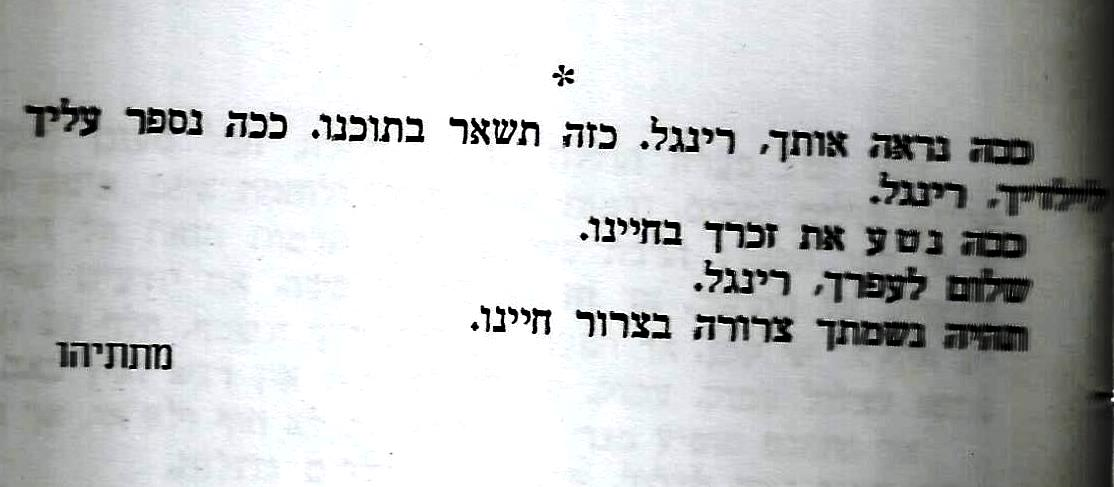 *
ככה נראה אותך, רינגל. כזה תשאר בתוכנו. ככה נספר עליך
לילדיך, רינגל.
ככה נטע את זכרך בחיינו.
שלום לעפרך, רינגל.
תהיה נשמתך צרורה בצרור חיינו.
מתתיהו